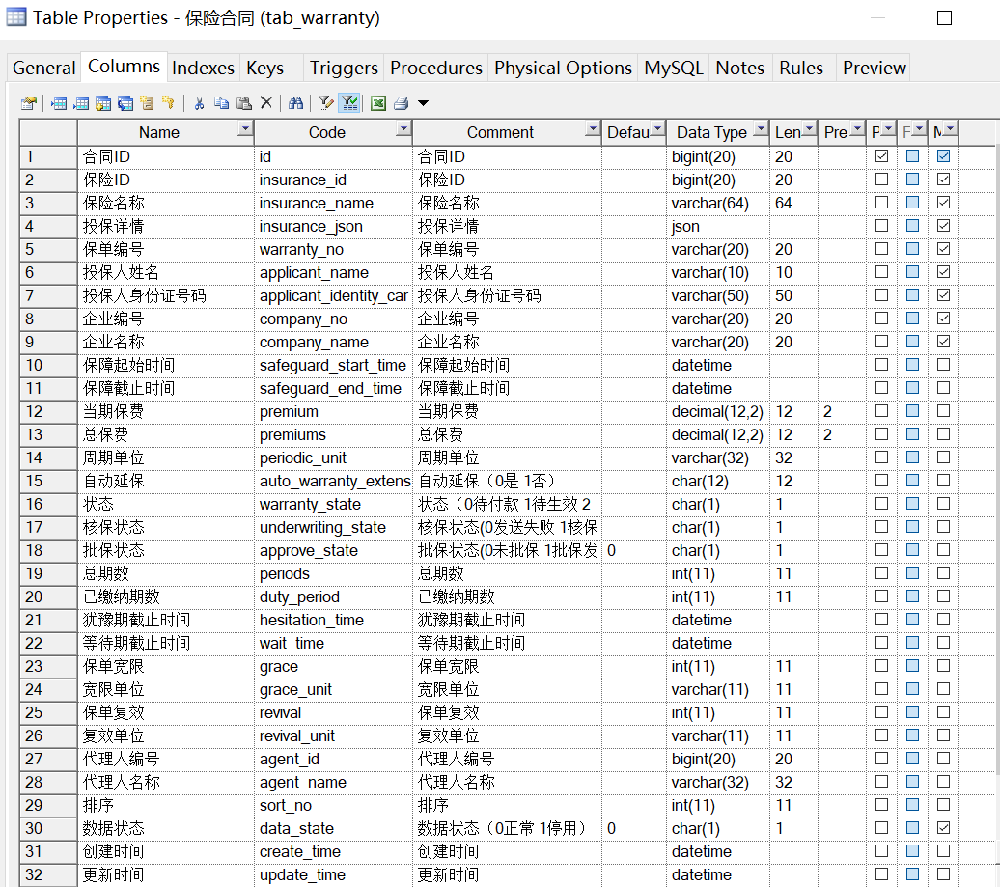 Table Properties - 保险合同 (tab_warranty)
General Columns Indexes Keys Triggers Procedures Physical Options MySQL Notes Rules Preview
Name Code Comment Defau Data Type Len Pre P F M
1 合同ID id 合同ID bigint(20) 20
2 保险ID insurance_id 保险ID bigint(20) 20
3 保险名称 insurance_name 保险名称 varchar(64) 64
4 投保详情 insurance_json 投保详情 json
5 保单编号 warranty_no 保单编号 varchar(20) 20
6 投保人姓名 applicant_name 投保人姓名 varchar(10) 10
7 投保人身份证号码 applicant_identity_car 投保人身份证号码 varchar(50) 50
8 企业编号 company_no 企业编号 varchar(20) 20
9 企业名称 company_name 企业名称 varchar(20) 20
10 保障起始时间 safeguard_start_time 保障起始时间 datetime
11 保障截止时间 safeguard_end_time 保障截止时间 datetime
12 当期保费 premium 当期保费 decimal(12,2) 12 2
13 总保费 premiums 总保费 decimal(12,2) 12 2
14 周期单位 periodic_unit 周期单位 varchar(32) 32
15 自动延保 auto_warranty_extens 自动延保（0是 1否） char(12) 12
16 状态 warranty_state 状态（0待付款 1待生效 2 char(1) 1
17 核保状态 underwriting_state 核保状态(0发送失败 1核保 char(1) 1
18 批保状态 approve_state 批保状态(0未批保 1批保发 0 char(1) 1
19 总期数 periods 总期数 int(11) 11
20 已缴纳期数 duty_period 已缴纳期数 int(11) 11
21 犹豫期截止时间 hesitation_time 犹豫期截止时间 datetime
22 等待期截止时间 wait_time 等待期截止时间 datetime
23 保单宽限 grace 保单宽限 int(11) 11
24 宽限单位 grace_unit 宽限单位 varchar(11) 11
25 保单复效 revival 保单复效 int(11) 11
26 复效单位 revival_unit 复效单位 varchar(11) 11
27 代理人编号 agent_id 代理人编号 bigint(20) 20
28 代理人名称 agent_name 代理人名称 varchar(32) 32
29 排序 sort_no 排序 int(11) 11
30 数据状态 data_state 数据状态（0正常 1停用） 0 char(1) 1
31 创建时间 create_time 创建时间 datetime
32 更新时间 update_time 更新时间 datetime